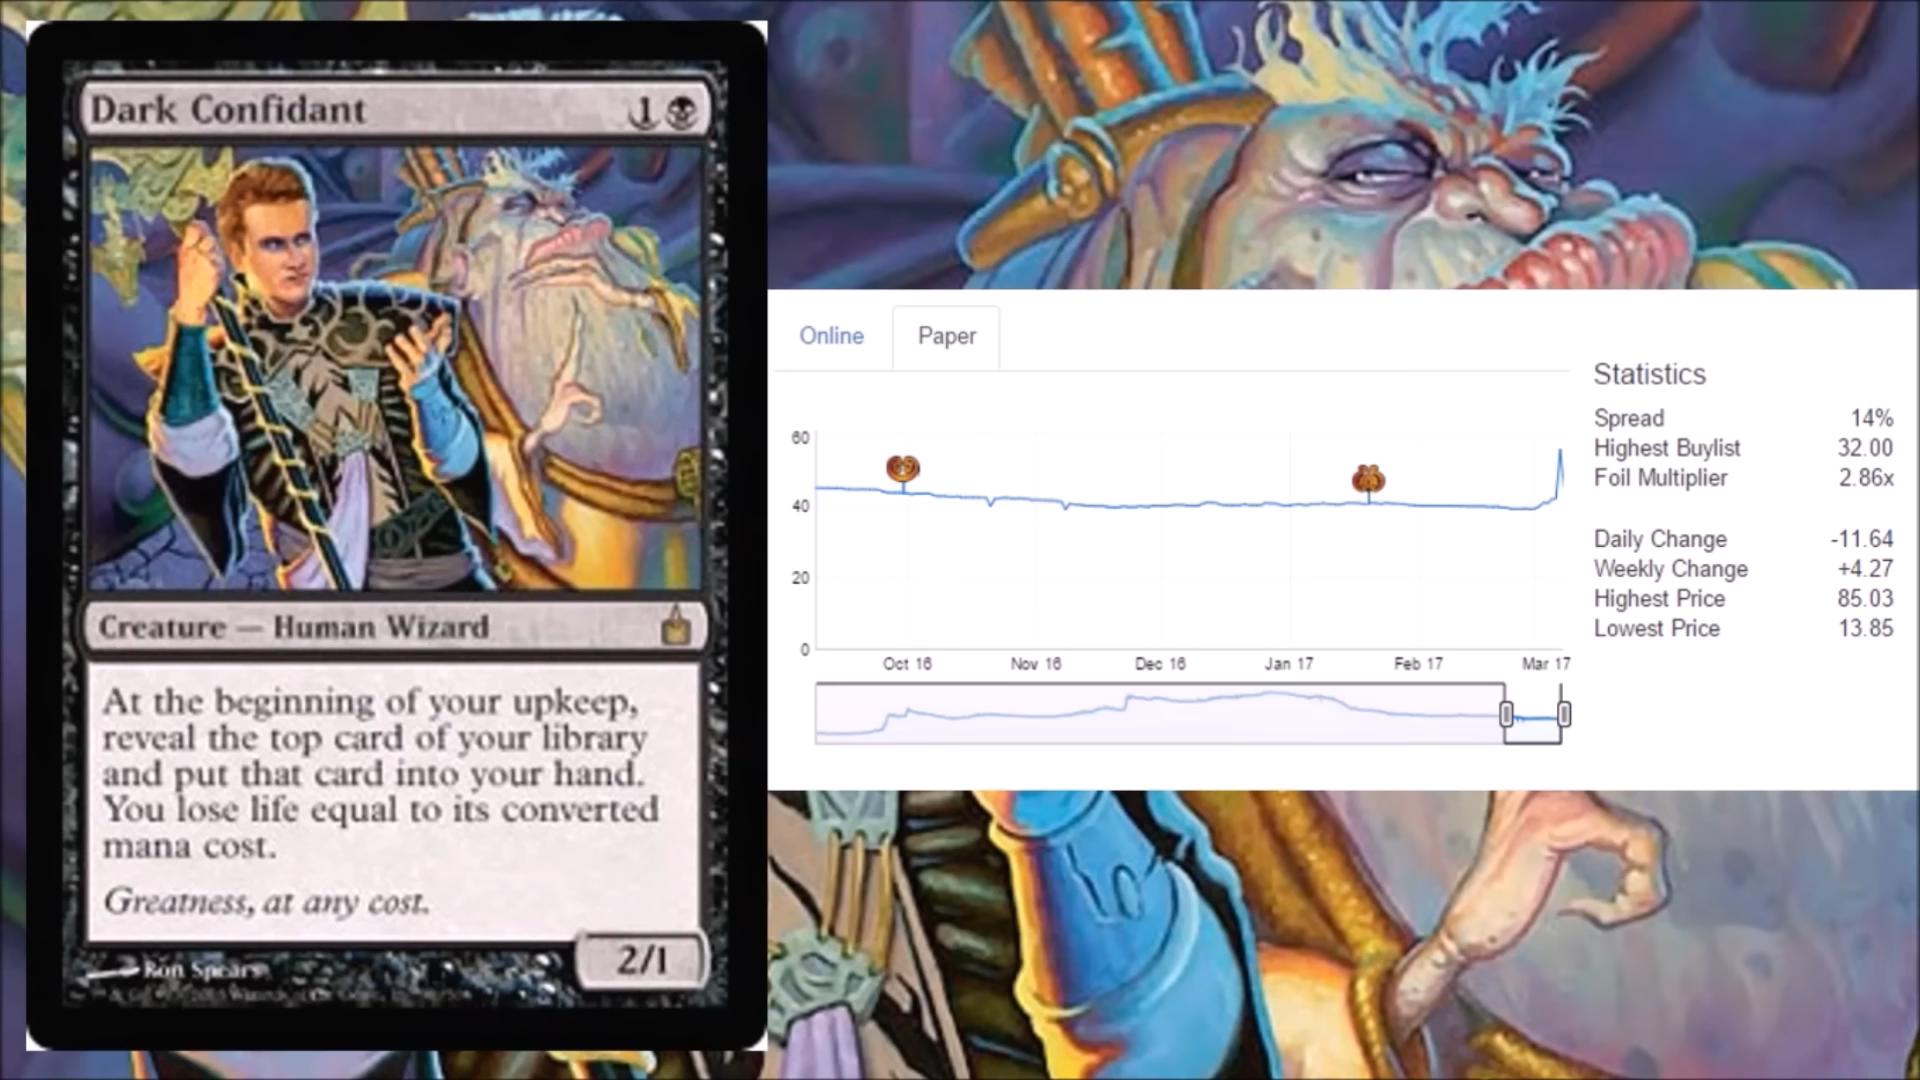 Dark Confidant 1
Creature — Human Wizard
At the beginning of your upkeep,
reveal the top card of your library
and put that card into your hand.
You lose life equal to its converted
mana cost.
Greatness, at any cost.
2/1
Ron Spears
Online Paper
60
40
20
0
Oct 16 Nov 16 Dec 16 Jan 17 Feb 17 Mar 17
Statistics
Spread 14%
Highest Buylist 32.00
Foil Multiplier 2.86x
Daily Change -11.64
Weekly Change +4.27
Highest Price 85.03
Lowest Price 13.85